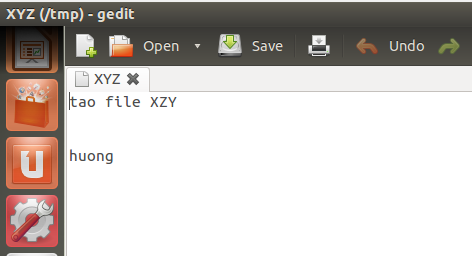 XYZ (/tmp) - gedit
Open Save Undo
XYZ
tao file XZY
huong